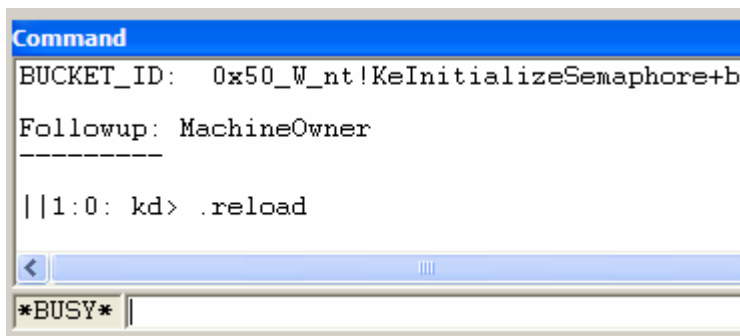 Command
BUCKET_ID:  0x50_W_nt!KeInitializeSemaphore+b
Followup: MachineOwner
---------
||1:0: kd> .reload
*BUSY*